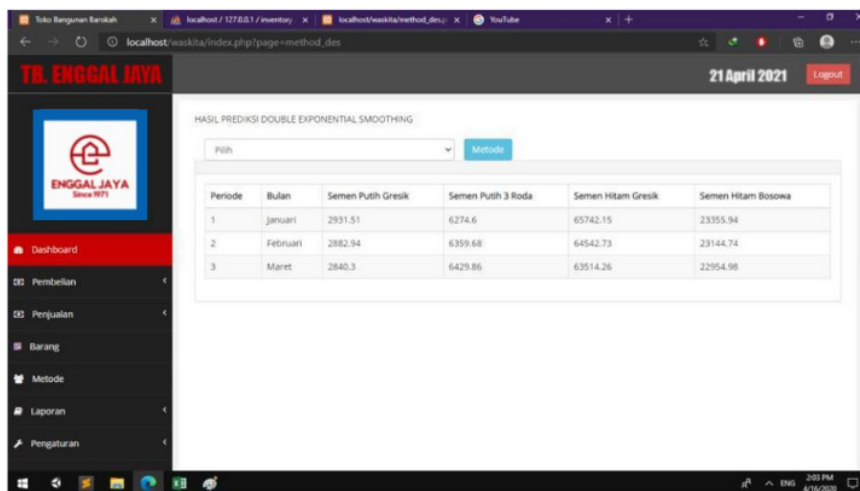 Toko Bangunan Barokah
localhost / 127.0.0.1 / inventory
localhost/waskita/method_des.p
YouTube
localhost/waskita/index.php?page=method_des
TB. ENGGAL JAYA
21 April 2021
Logout
ENGGAL JAYA
Since 1971
Dashboard
Pembelian
Penjualan
Barang
Metode
Laporan
Pengaturan
HASIL PREDIKSI DOUBLE EXPONENTIAL SMOOTHING
Pilih
Metode
Periode Bulan Semen Putih Gresik Semen Putih 3 Roda Semen Hitam Gresik Semen Hitam Bosowa
1 Januari 2931.51 6274.6 65742.15 23355.94
2 Februari 2882.94 6359.68 64542.73 23144.74
3 Maret 2840.3 6429.86 63514.26 22954.98
ENG
2:03 PM
4/16/2020